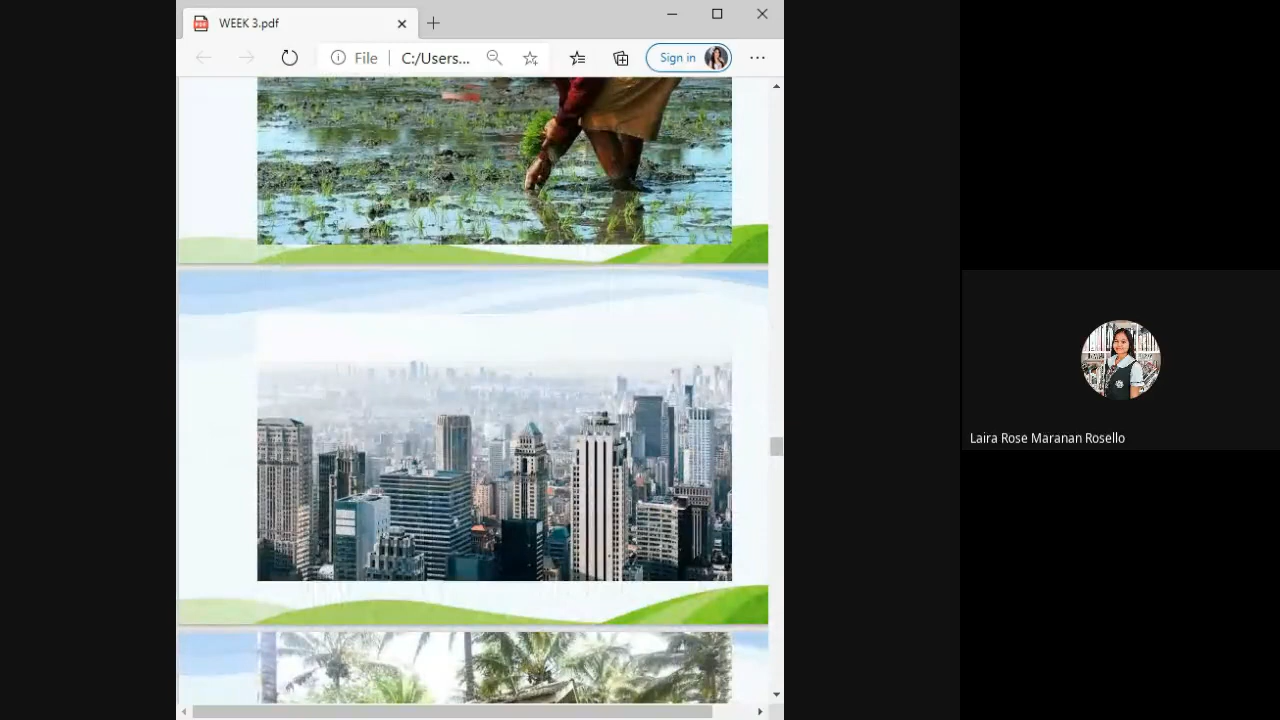 WEEK 3.pdf
File
C:/Users...
Sign in
Laira Rose Maranan Rosello